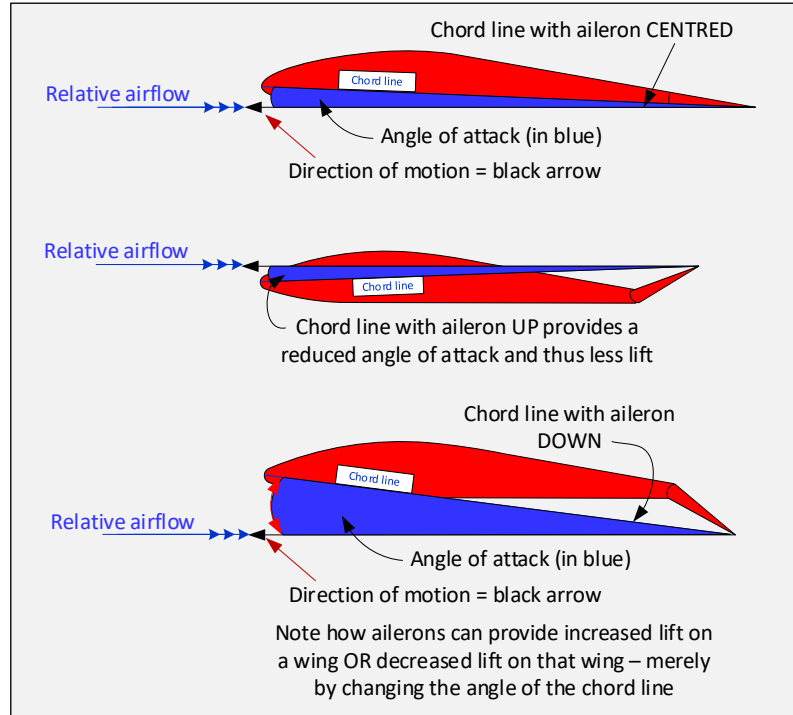 Chord line with aileron CENTRED
Chord line
Relative airflow
Angle of attack (in blue)
Direction of motion = black arrow
Relative airflow
Chord line
Chord line with aileron UP provides a
reduced angle of attack and thus less lift
Chord line with aileron
DOWN
Chord line
Relative airflow
Angle of attack (in blue)
Direction of motion = black arrow
Note how ailerons can provide increased lift on
a wing OR decreased lift on that wing – merely
by changing the angle of the chord line